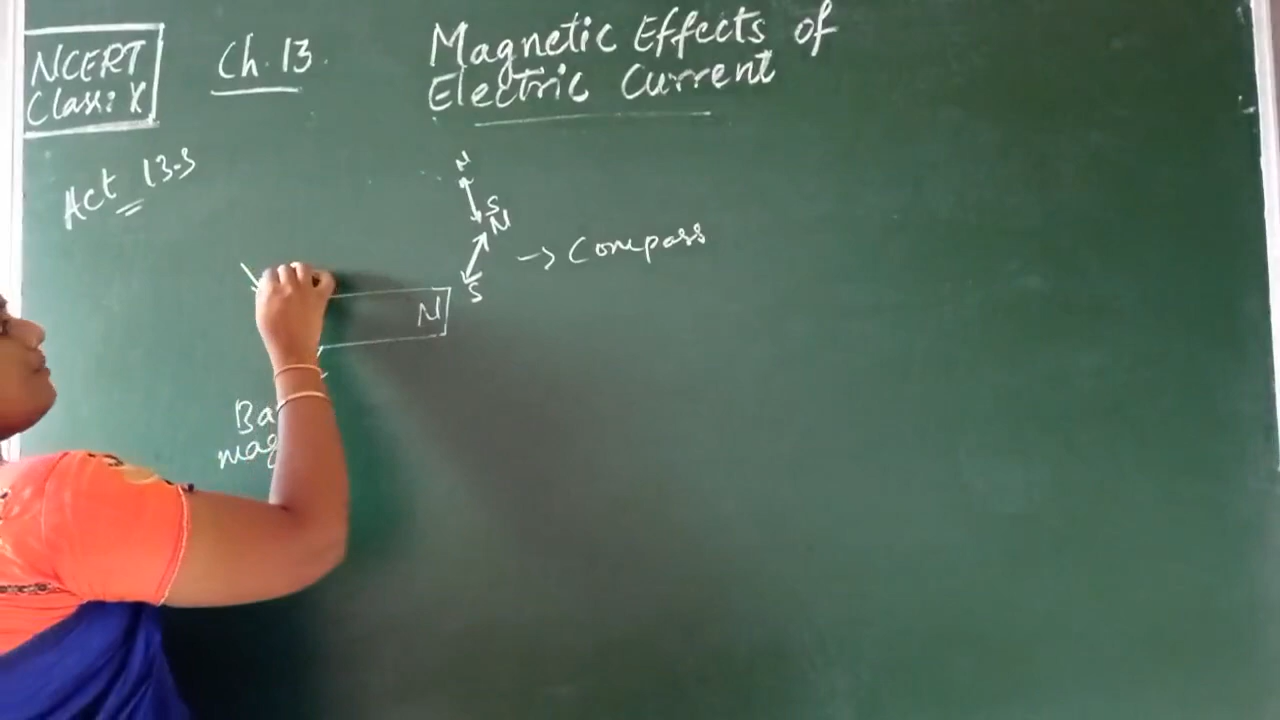 NCERT
Class: X
Ch. 13.
Magnetic Effects of
Electric Current
Act 13.3
N
S
N
→ Compass
S
N